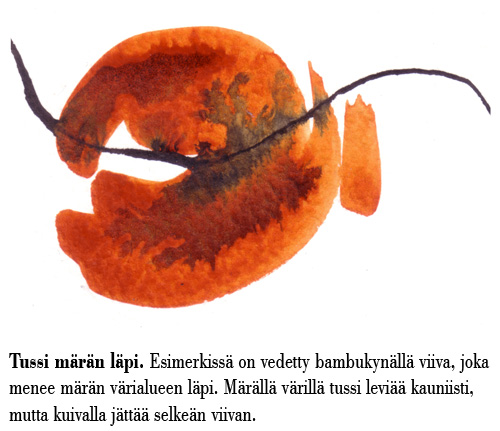 Tussi märän läpi. Esimerkissä on vedetty bambukynällä viiva, joka
menee märän värialueen läpi. Märällä värillä tussi leviää kauniisti,
mutta kuivalla jättää selkeän viivan.